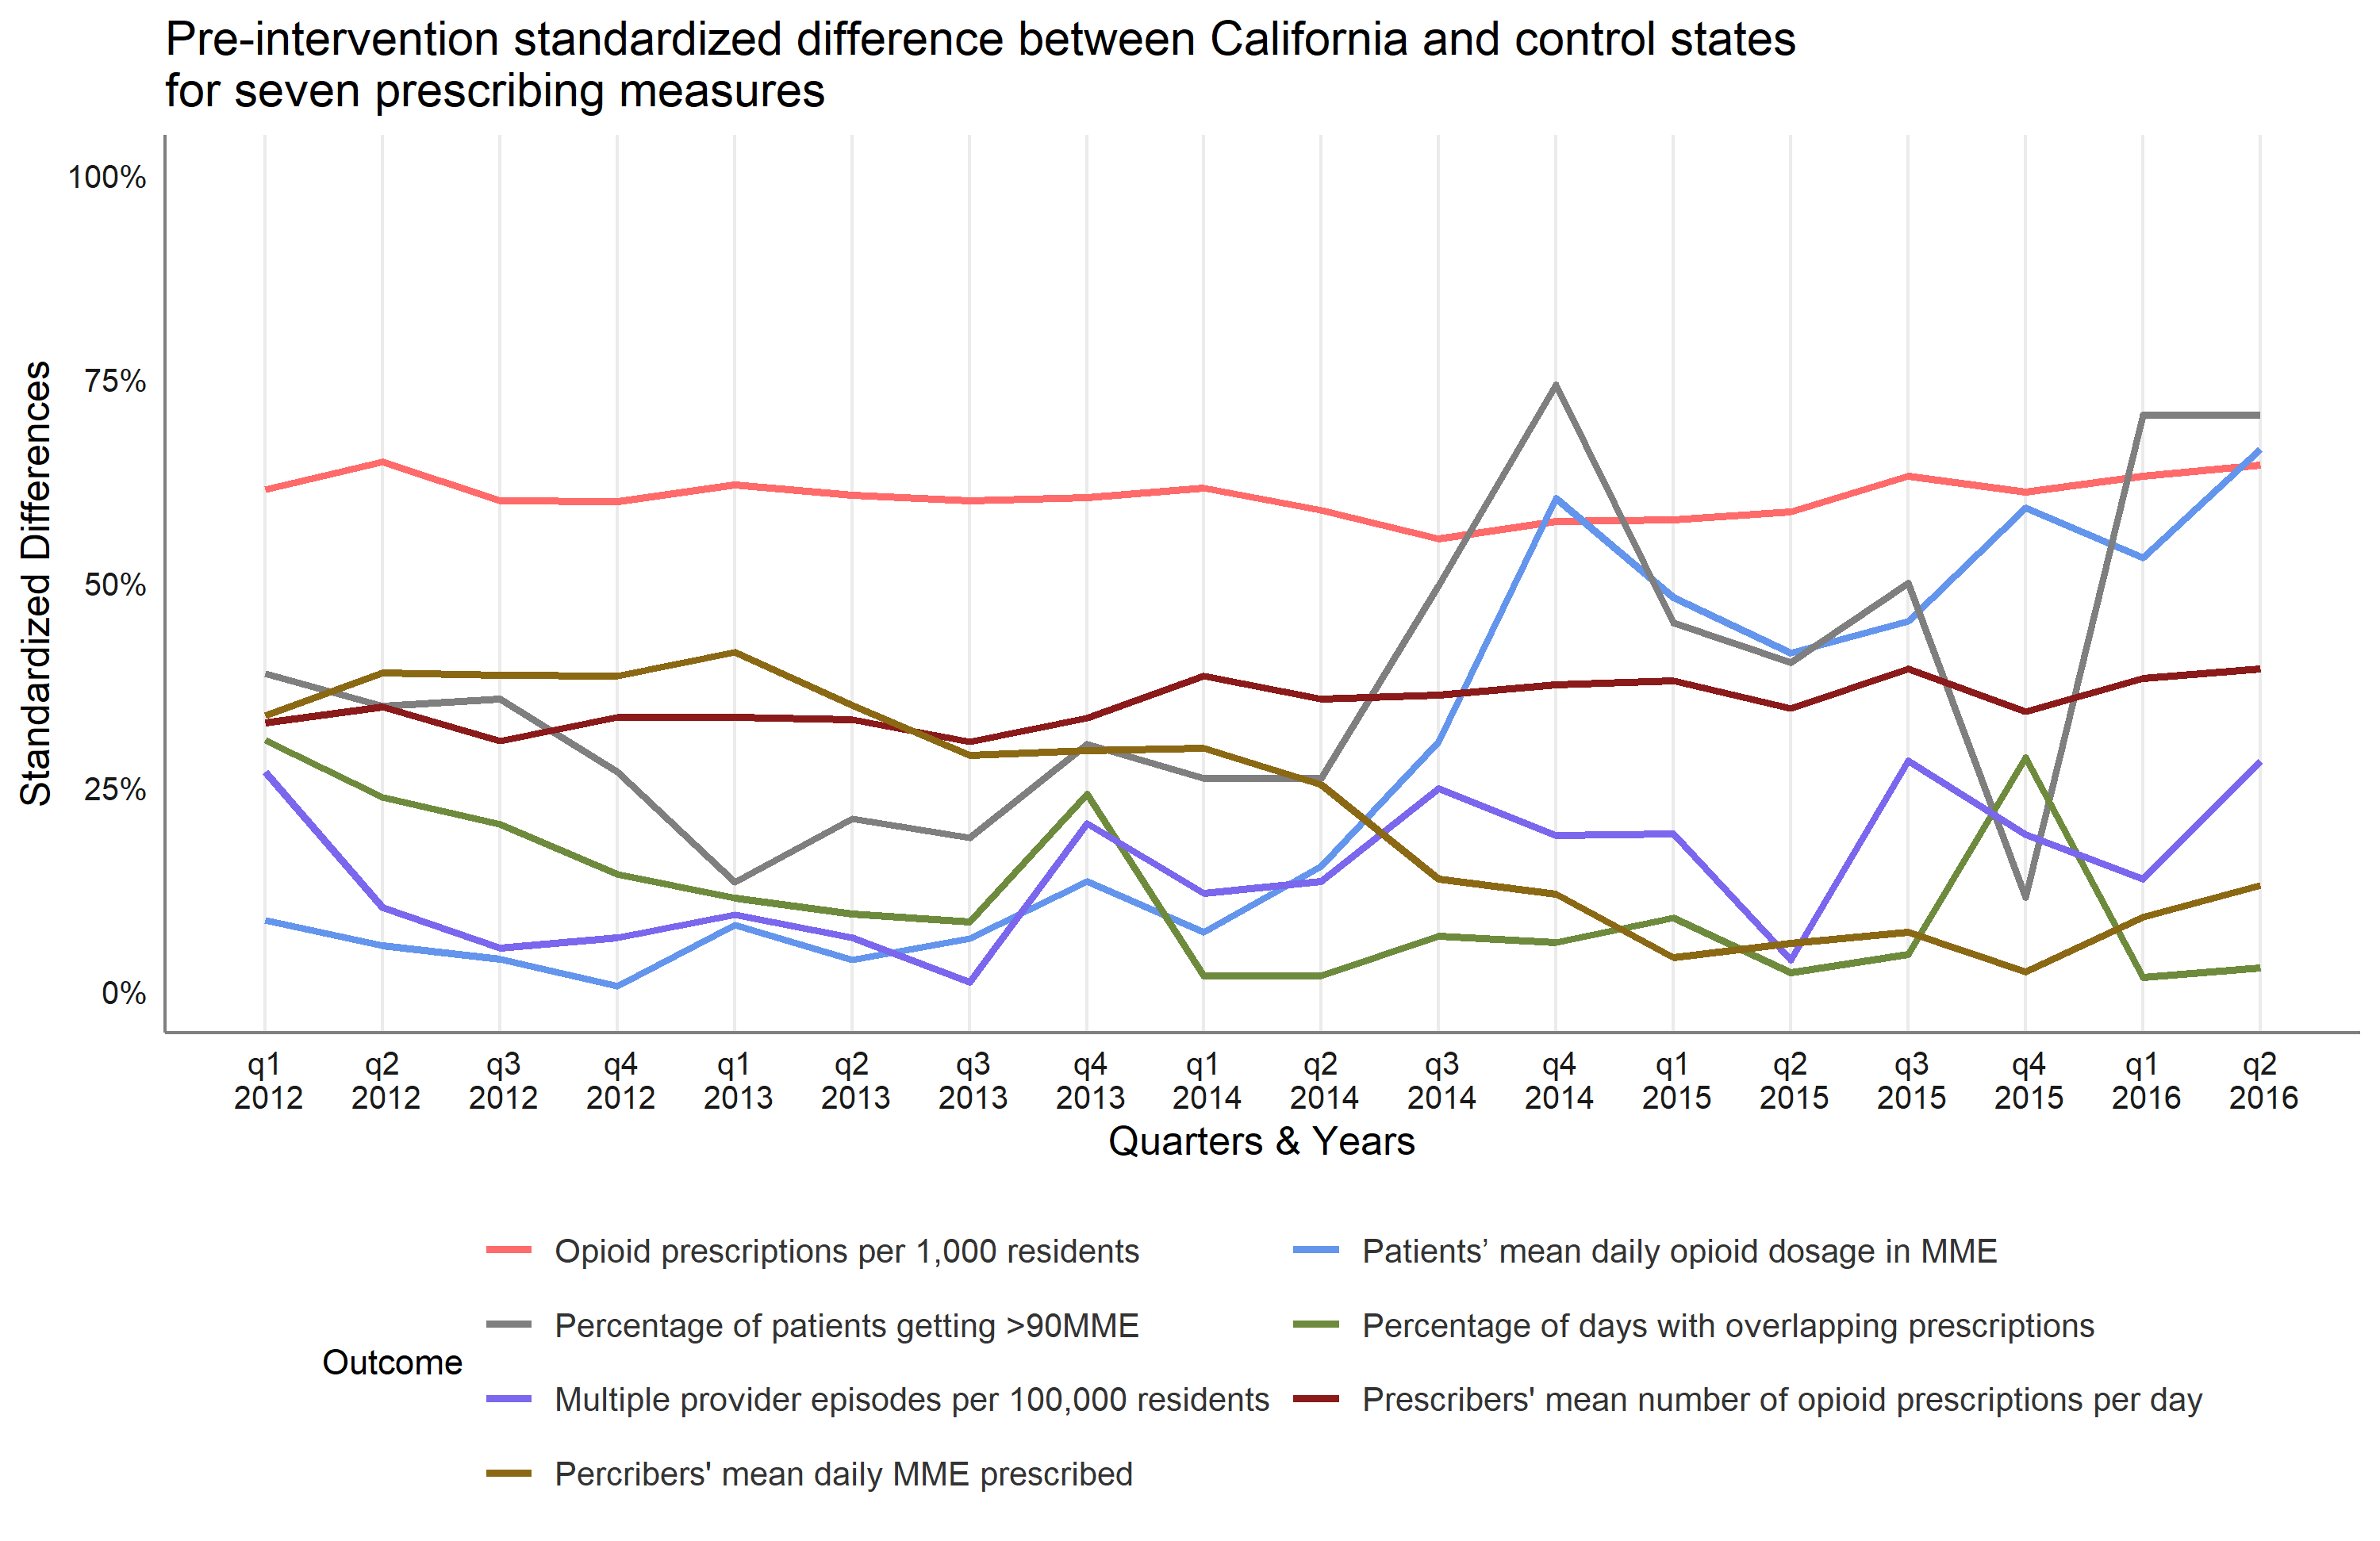 Pre-intervention standardized difference between California and control states
for seven prescribing measures
Standardized Differences
100%
75%
50%
25%
0%
q1 q2 q3 q4 q1 q2 q3 q4 q1 q2 q3 q4 q1 q2 q3 q4 q1 q2
2012 2012 2012 2012 2013 2013 2013 2013 2014 2014 2014 2014 2015 2015 2015 2015 2016 2016
Quarters & Years
Outcome
Opioid prescriptions per 1,000 residents
Patients’ mean daily opioid dosage in MME
Percentage of patients getting >90MME
Percentage of days with overlapping prescriptions
Multiple provider episodes per 100,000 residents
Prescribers' mean number of opioid prescriptions per day
Percribers' mean daily MME prescribed